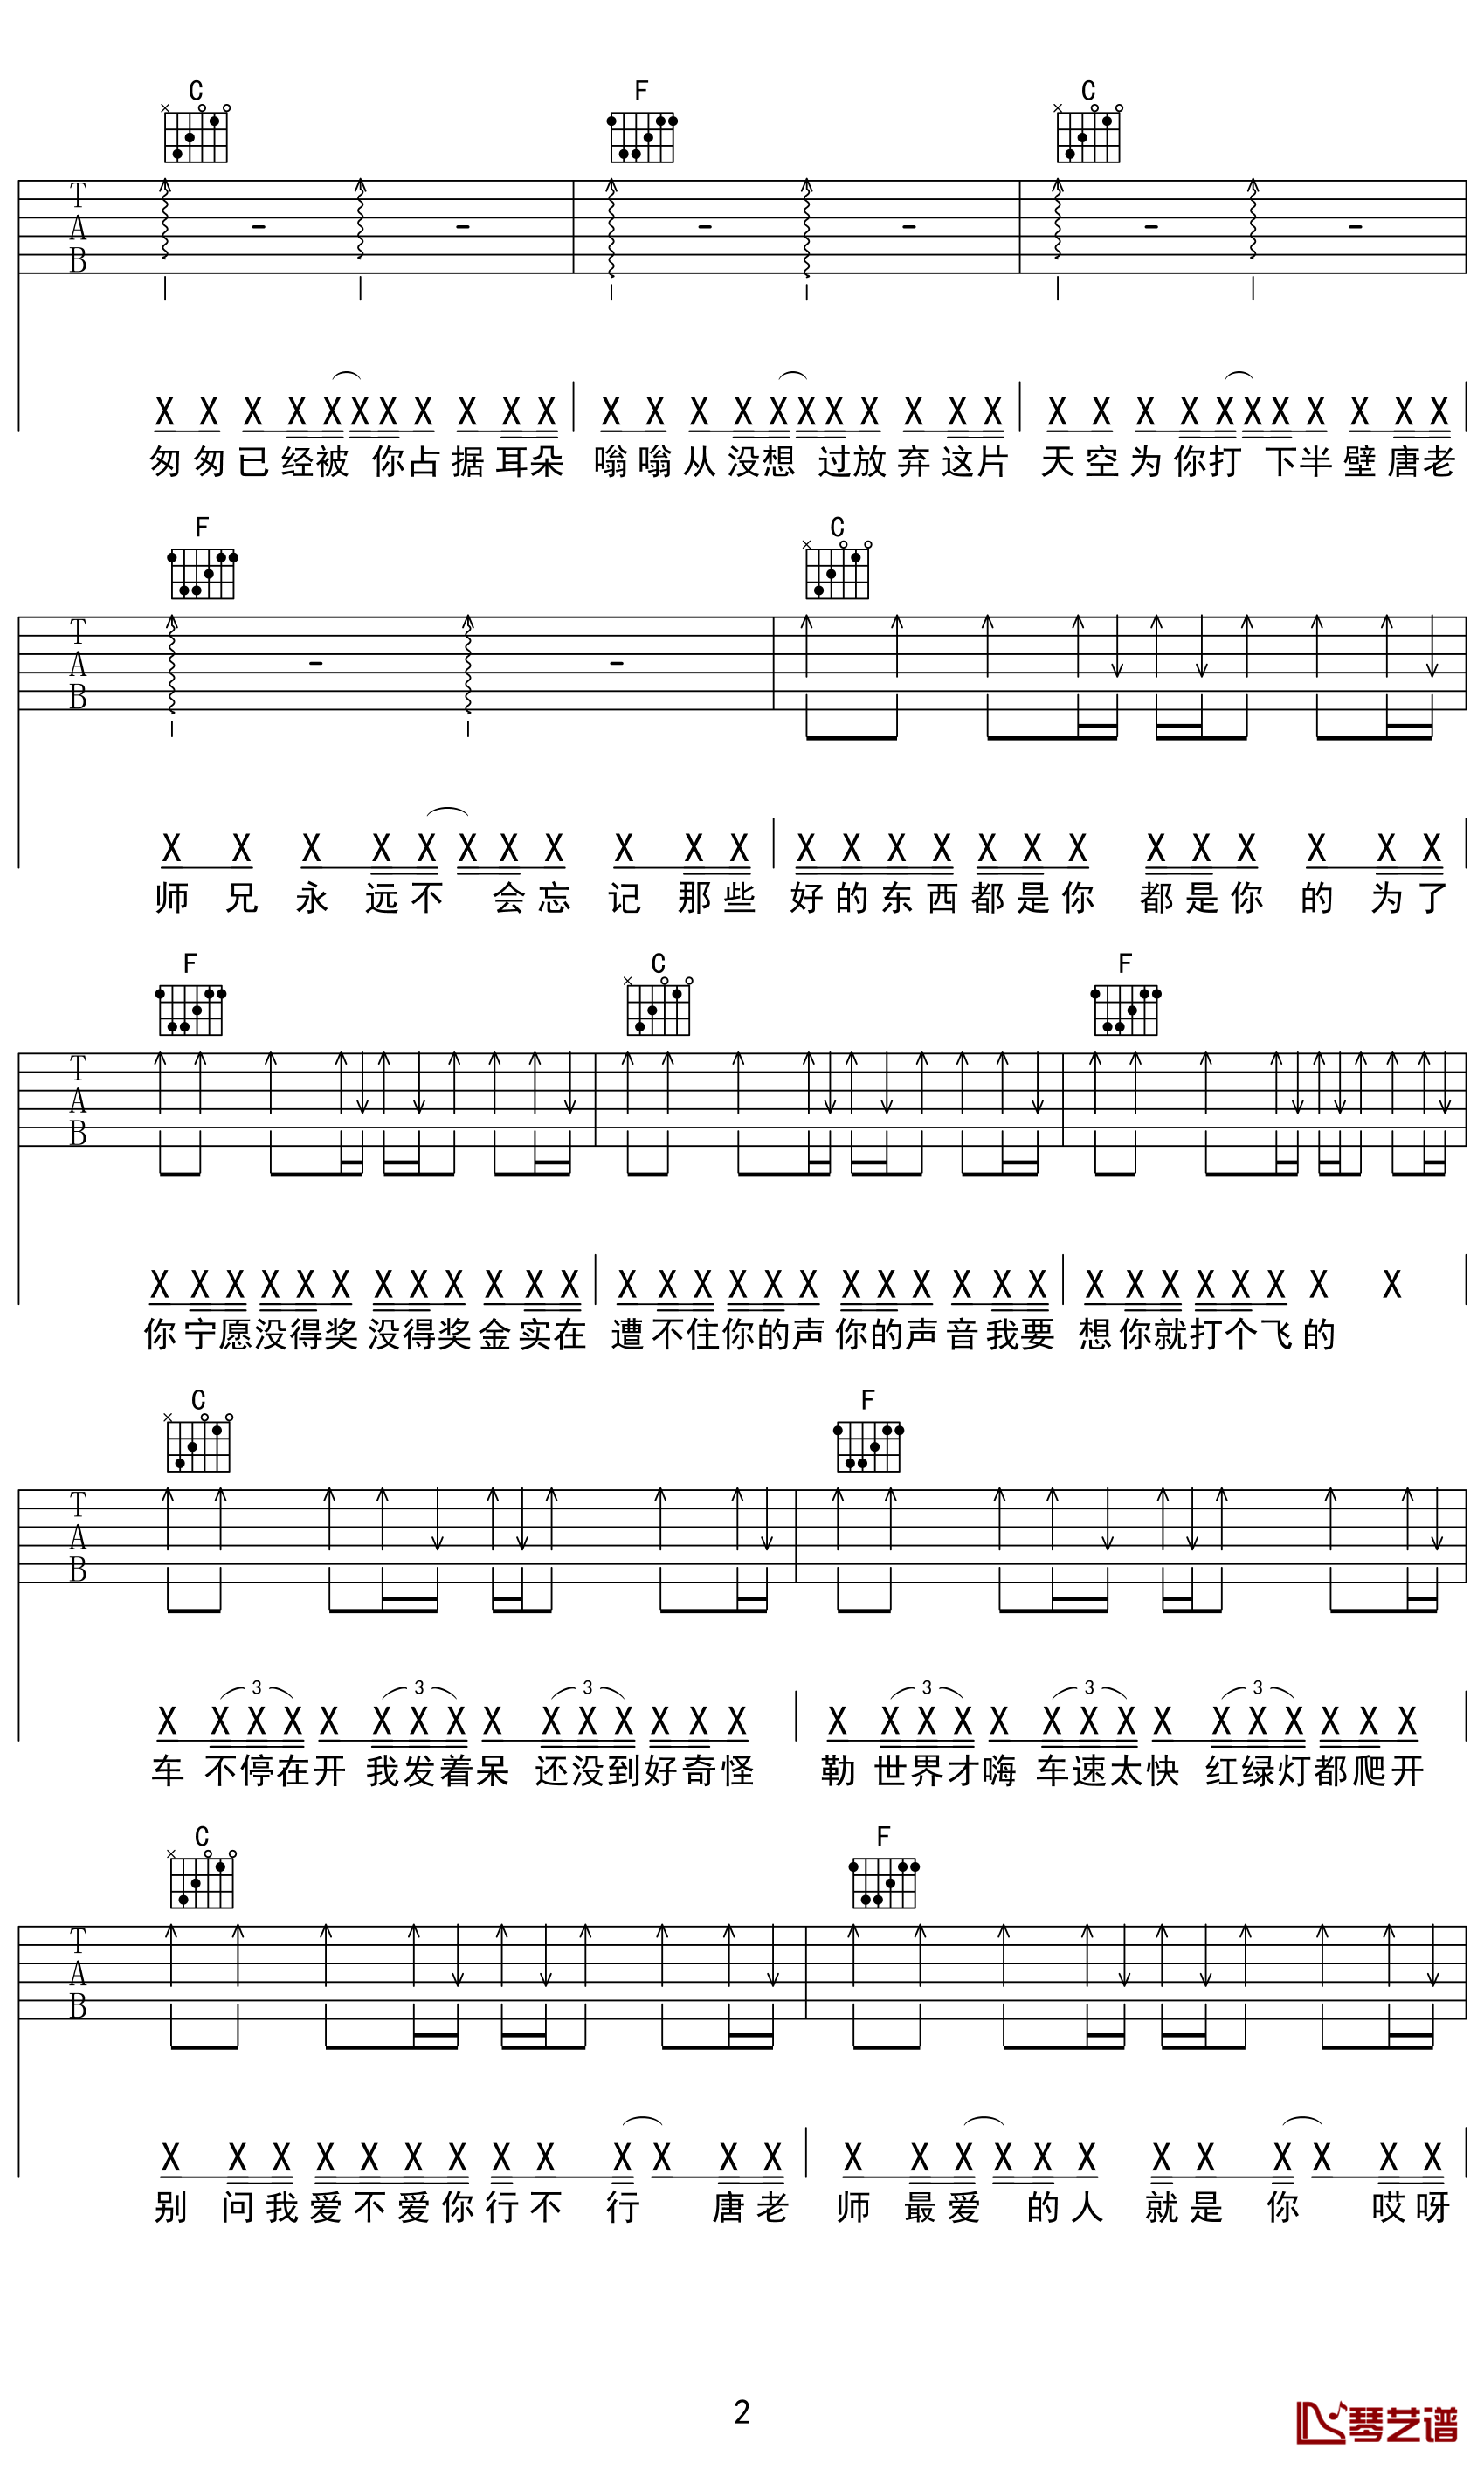 C F C
T
A
B
X X X X X X X X X X X X X X X X X X X X X X X X X X X X X X X X X
匆匆已经被 你占据耳朵 嗡嗡从没想 过放弃这片 天空为你打 下半壁唐老
F C
T
A
B
X X X X X X X X X X X X X X X X X X X X X X X X
师 兄 永 远不 会忘 记 那些 好的东西都是你 都是你 的 为了
F C F
T
A
B
X X X X X X X X X X X X X X X X X X X X X X X X X X X X X X
你宁愿没得奖没得奖金实在 遭不住你的声你的声音我要 想你就打个飞的
C F
T
A
B
3 3 3 3 3 3
X X X X X X X X X X X X X X X X X X X X X X X X X X X X X X
车 不停在开 我发着呆 还没到好奇怪 勒 世界才嗨 车速太快 红绿灯都爬开
C F
T
A
B
X X X X X X X X X X X X X X X X X X X X X X X X X X
别 问我爱不爱你行不 行 唐老 师 最爱 的人 就是 你 哎呀
2
琴艺谱